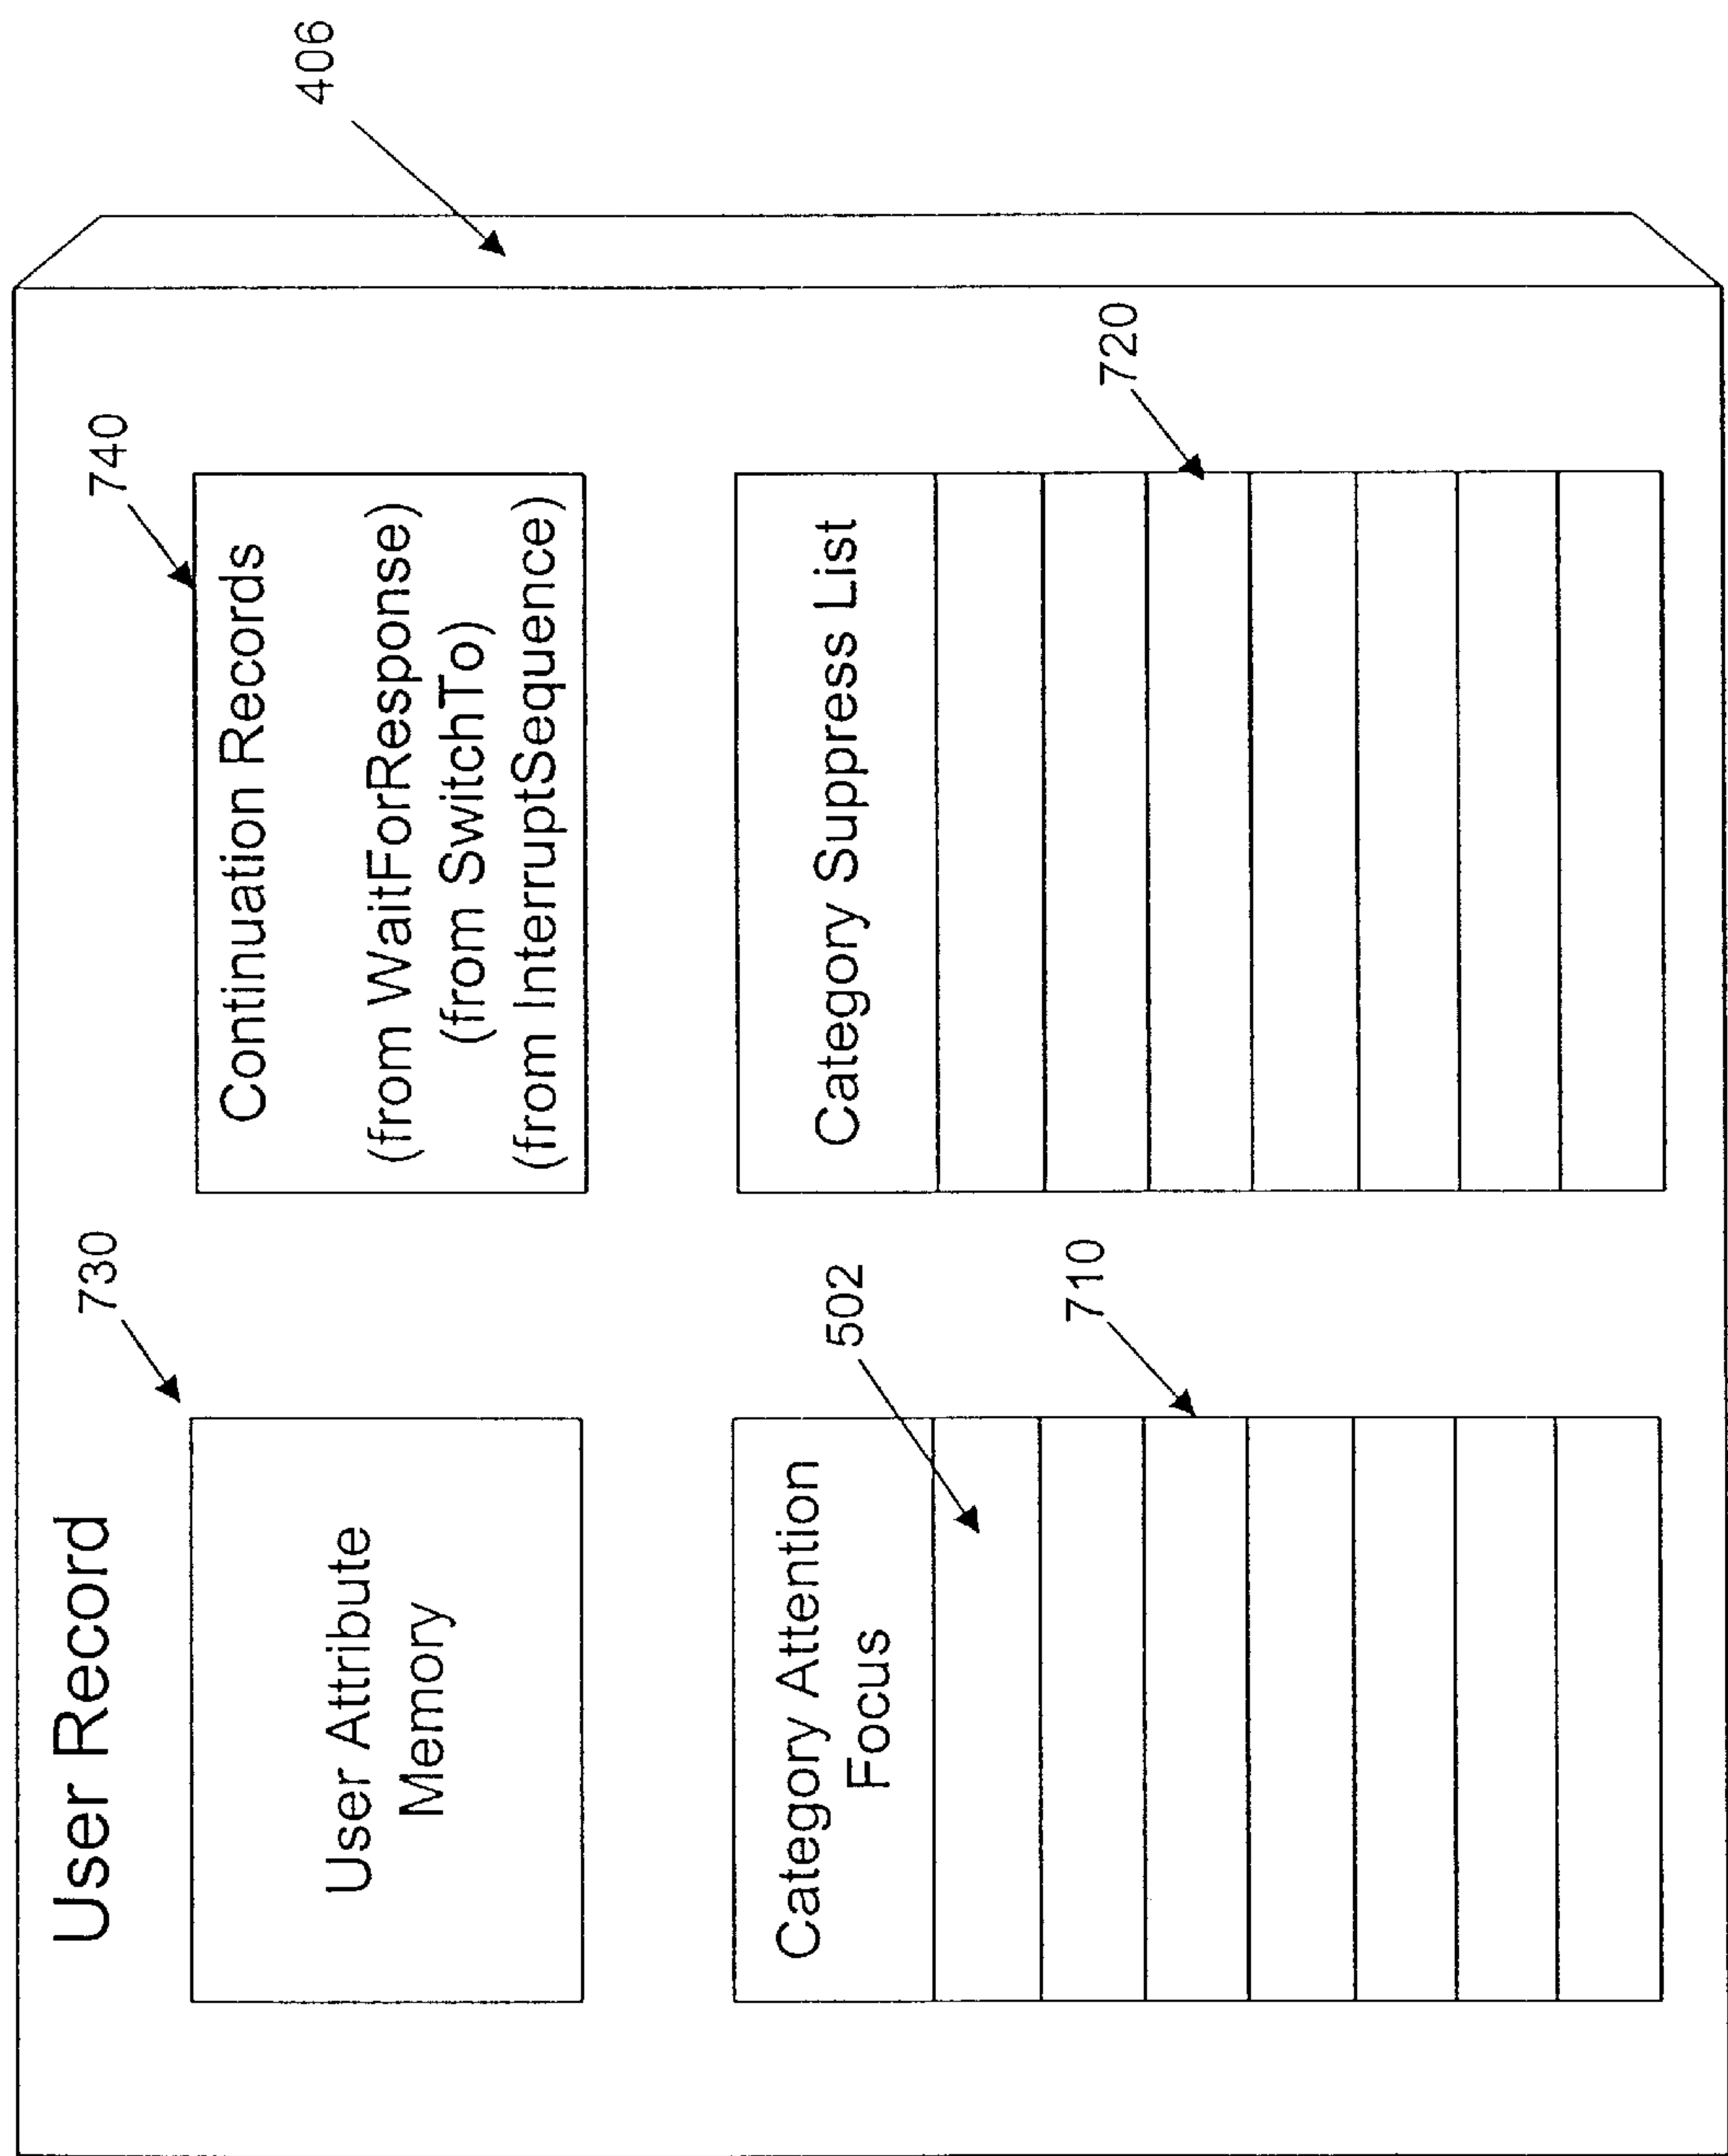 User Record
730
User Attribute
Memory
740
Continuation Records
(from WaitForResponse)
(from SwitchTo)
(from InterruptSequence)
406
Category Attention
Focus
502
710
Category Suppress List
720